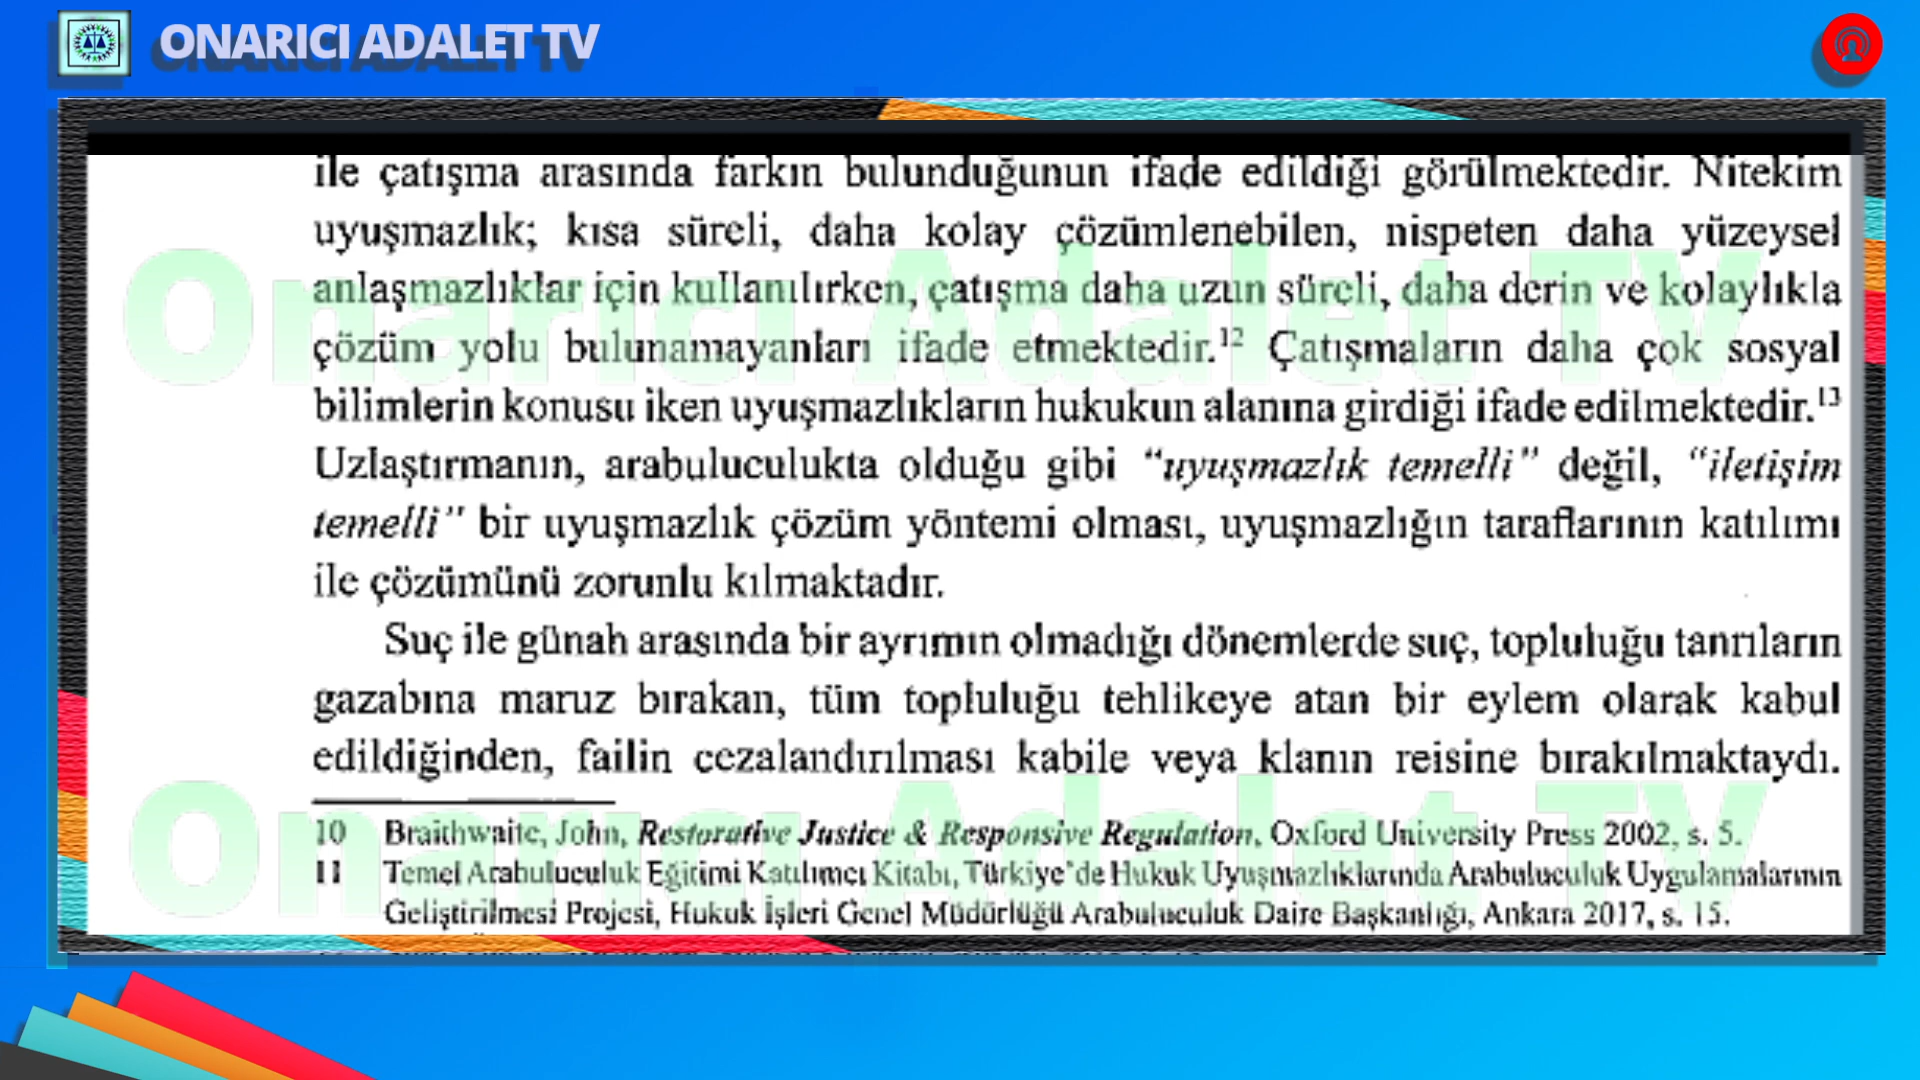 ONARICI ADALET TV
ile çatışma arasında farkın bulunduğunun ifade edildiği görülmektedir. Nitekim
uyuşmazlık; kısa süreli, daha kolay çözümlenebilen, nispeten daha yüzeysel
anlaşmazlıklar için kullanılırken, çatışma daha uzun süreli, daha derin ve kolaylıkla
çözüm yolu bulunamayanları ifade etmektedir.12 Çatışmaların daha çok sosyal
bilimlerin konusu iken uyuşmazlıkların hukukun alanına girdiği ifade edilmektedir.13
Uzlaştırmanın, arabuluculukta olduğu gibi “uyuşmazlık temelli” değil, “iletişim
temelli” bir uyuşmazlık çözüm yöntemi olması, uyuşmazlığın taraflarının katılımı
ile çözümünü zorunlu kılmaktadır.
Suç ile günah arasında bir ayrımın olmadığı dönemlerde suç, topluluğu tanrıların
gazabına maruz bırakan, tüm topluluğu tehlikeye atan bir eylem olarak kabul
edildiğinden, failin cezalandırılması kabile veya klanın reisine bırakılmaktaydı.
10 Braithwaite, John, Restorative Justice & Responsive Regulation, Oxford University Press 2002, s. 5.
11 Temel Arabuluculuk Eğitimi Katılımcı Kitabı, Türkiye'de Hukuk Uyuşmazlıklarında Arabuluculuk Uygulamalarının
Geliştirilmesi Projesi, Hukuk İşleri Genel Müdürlüğü Arabuluculuk Daire Başkanlığı, Ankara 2017, s. 15.
Onarıcı Adalet TV
Onarıcı Adalet TV